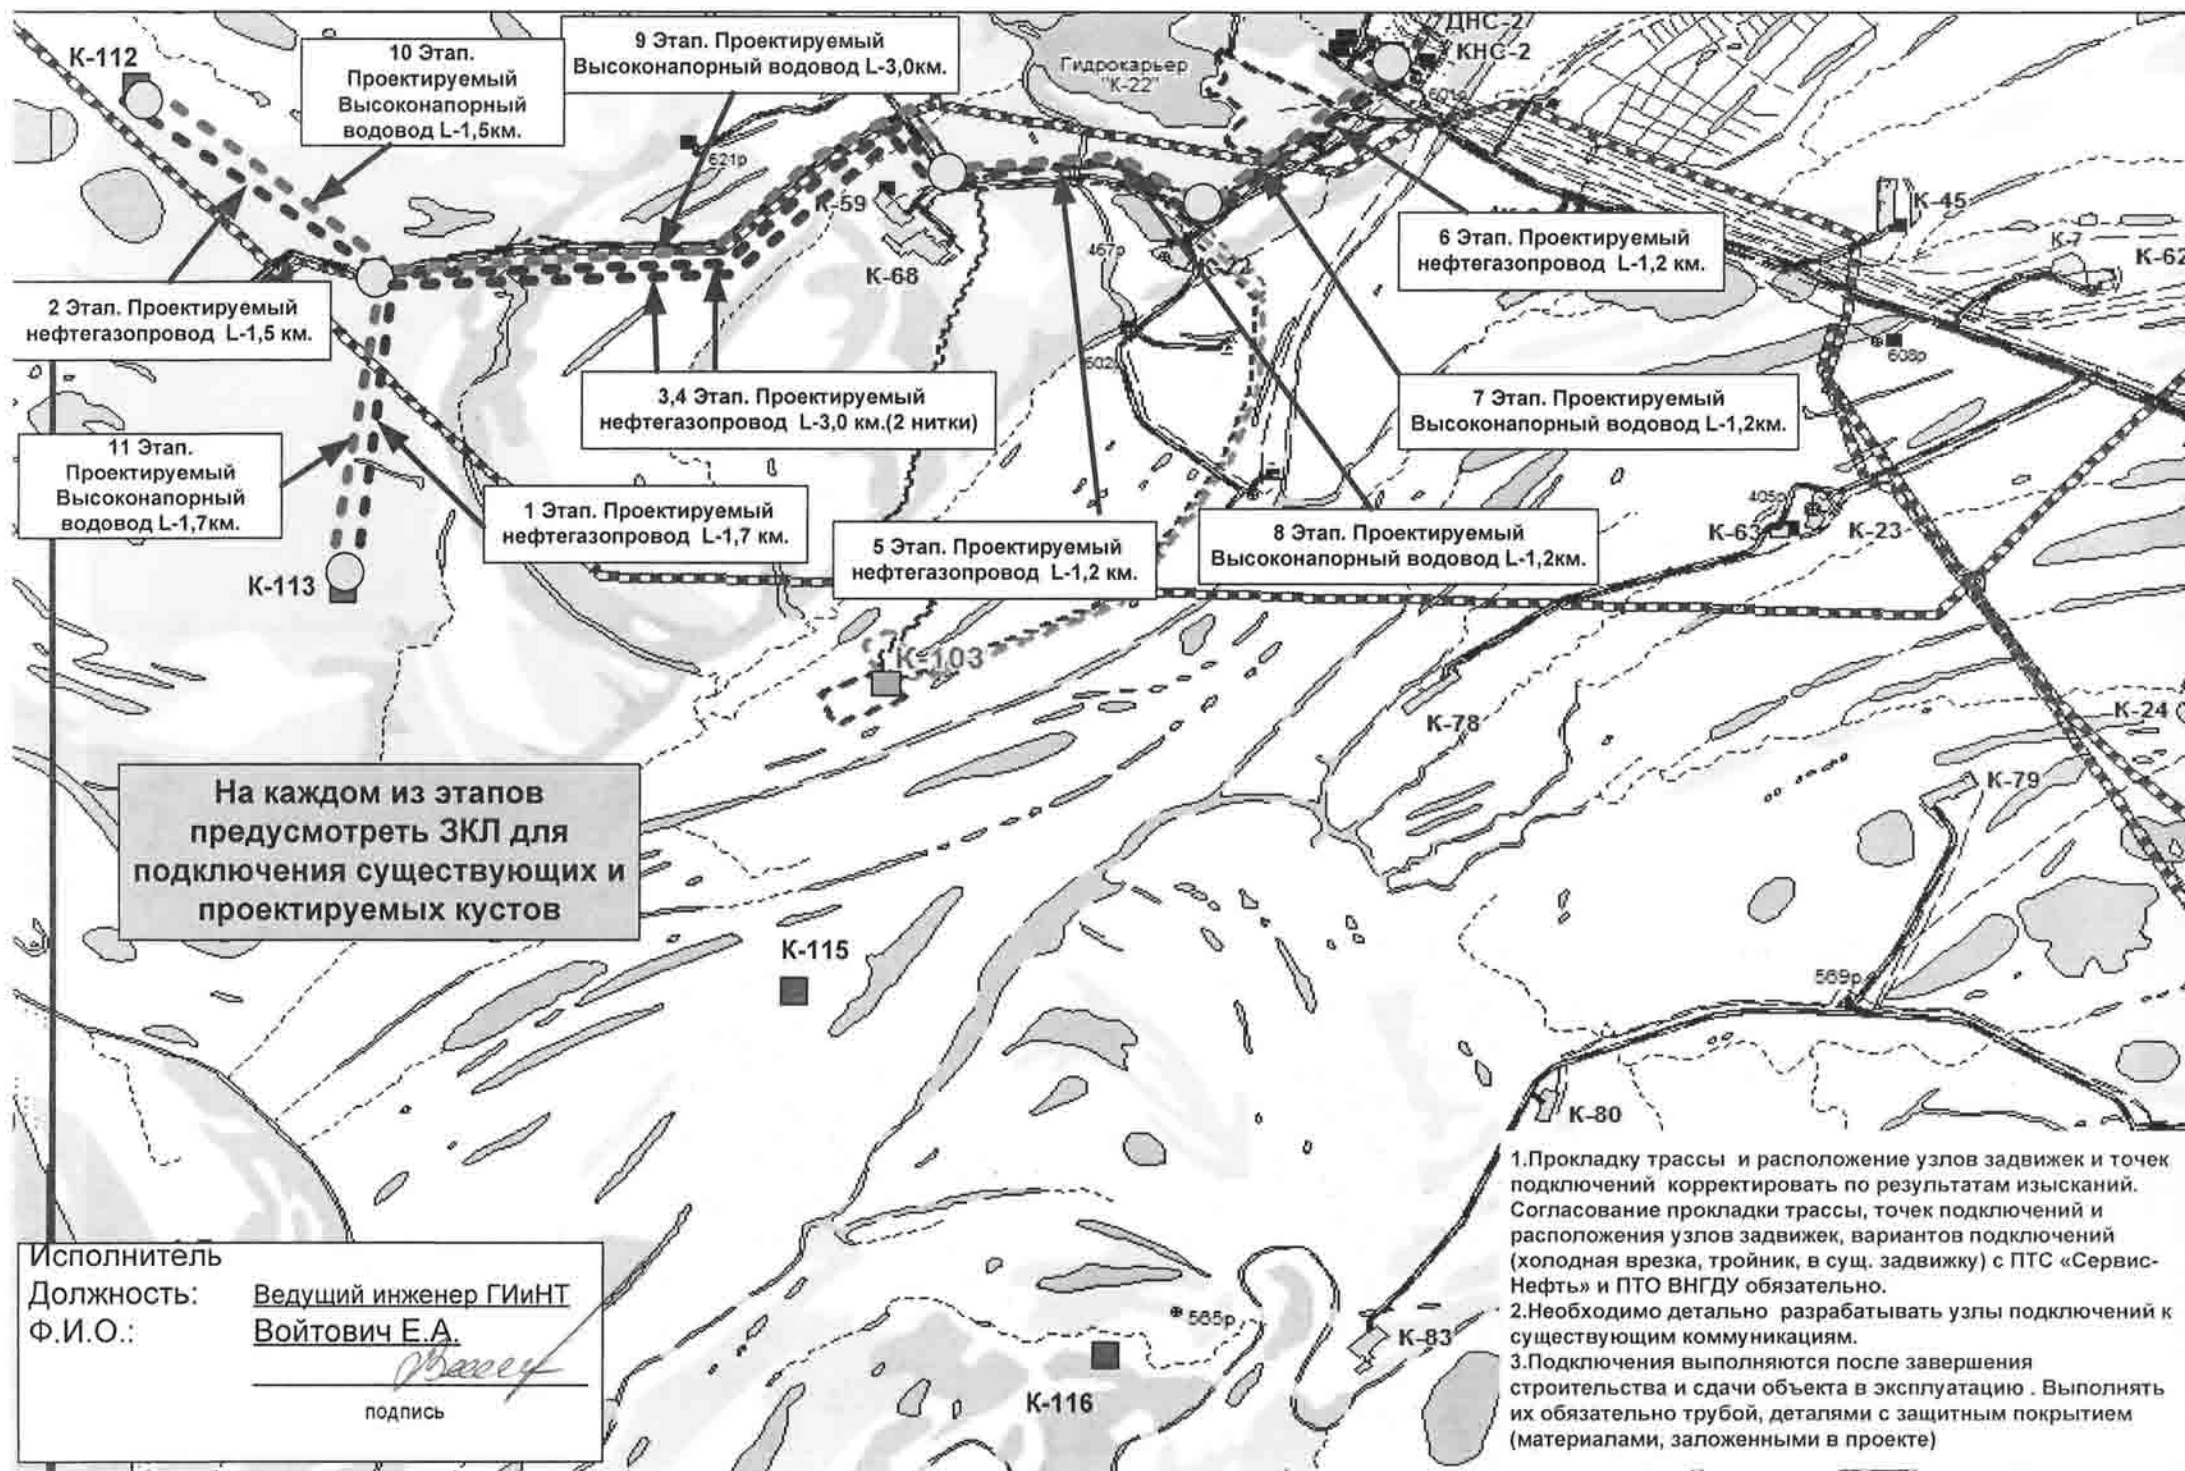 ДНС-2
КНС-2
К-112
10 Этап.
Проектируемый
Высоконапорный
водовод L-1,5км.
9 Этап. Проектируемый
Высоконапорный водовод L-3,0км.
Гидрокарьер
"К-22"
601р
621р
К-59
К-68
467р
502р
К-45
К-7
К-62
608р
6 Этап. Проектируемый
нефтегазопровод L-1,2 км.
2 Этап. Проектируемый
нефтегазопровод L-1,5 км.
3,4 Этап. Проектируемый
нефтегазопровод L-3,0 км.(2 нитки)
7 Этап. Проектируемый
Высоконапорный водовод L-1,2км.
11 Этап.
Проектируемый
Высоконапорный
водовод L-1,7км.
1 Этап. Проектируемый
нефтегазопровод L-1,7 км.
5 Этап. Проектируемый
нефтегазопровод L-1,2 км.
8 Этап. Проектируемый
Высоконапорный водовод L-1,2км.
405р
К-63
К-23
К-113
К-103
К-78
К-24
К-79
На каждом из этапов
предусмотреть ЗКЛ для
подключения существующих и
проектируемых кустов
К-115
569р
К-80
565р
К-83
К-116
1.Прокладку трассы и расположение узлов задвижек и точек
подключений корректировать по результатам изысканий.
Согласование прокладки трассы, точек подключений и
расположения узлов задвижек, вариантов подключений
(холодная врезка, тройник, в сущ. задвижку) с ПТС «Сервис-
Нефть» и ПТО ВНГДУ обязательно.
2.Необходимо детально разрабатывать узлы подключений к
существующим коммуникациям.
3.Подключения выполняются после завершения
строительства и сдачи объекта в эксплуатацию . Выполнять
их обязательно трубой, деталями с защитным покрытием
(материалами, заложенными в проекте)
Исполнитель
Должность: Ведущий инженер ГИиНТ
Ф.И.О.: Войтович Е.А.
подпись